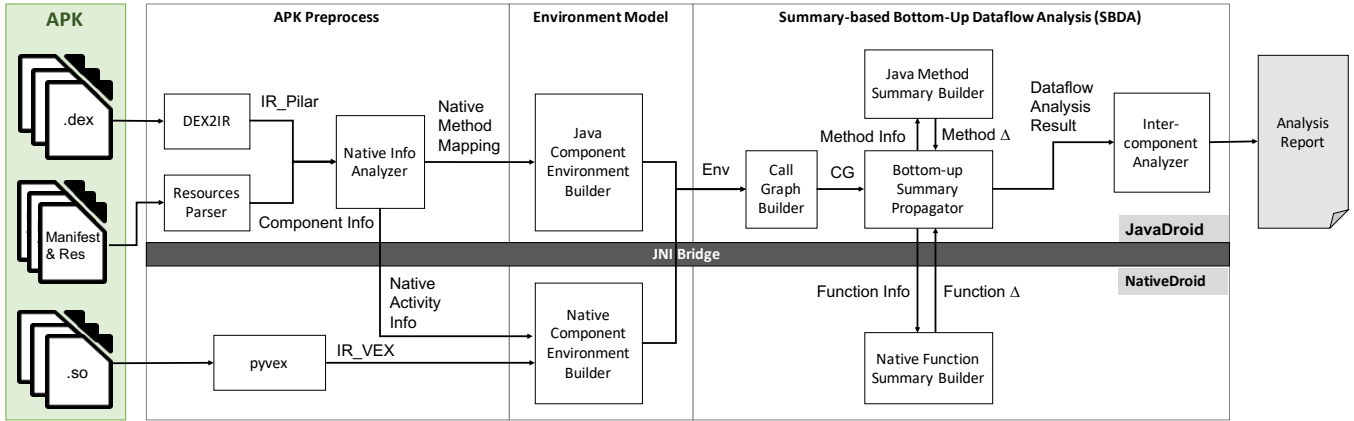 APK
APK Preprocess
Environment Model
Summary-based Bottom-Up Dataflow Analysis (SBDA)
.dex
Manifest
& Res
.so
DEX2IR
IR_Pilar
Resources
Parser
Component Info
Native Info
Analyzer
Native
Method
Mapping
Native
Activity
Info
pyvex
IR_VEX
Java
Component
Environment
Builder
Native
Component
Environment
Builder
Env
Call
Graph
Builder
CG
Java Method
Summary Builder
Method Info
Method Δ
Bottom-up
Summary
Propagator
Dataflow
Analysis
Result
Inter-
component
Analyzer
Analysis
Report
JavaDroid
JNI Bridge
NativeDroid
Function Info
Function Δ
Native Function
Summary Builder